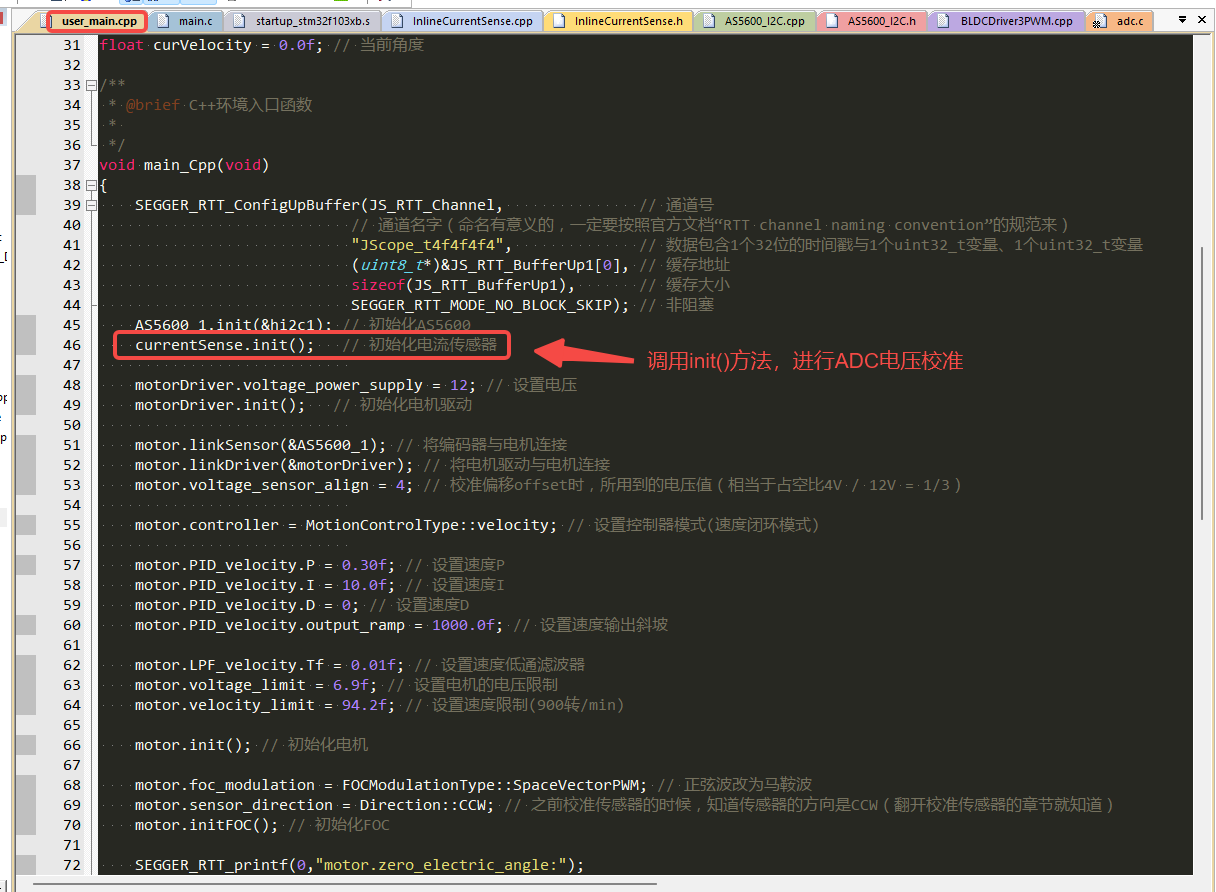 user_main.cpp main.c startup_stm32f103xb.s InlineCurrentSense.cpp InlineCurrentSense.h AS5600_I2C.cpp AS5600_I2C.h BLDCDriver3PWM.cpp adc.c
31 float curVelocity = 0.0f; // 当前角度
32
33 /**
34 * @brief C++环境入口函数
35 *
36 */
37 void main_Cpp(void)
38 {
39 SEGGER_RTT_ConfigUpBuffer(JS_RTT_Channel, // 通道号
40 // 通道名字（命名有意义的，一定要按照官方文档“RTT channel naming convention”的规范来）
41 "JScope_t4f4f4f4", // 数据包含1个32位的时间戳与1个uint32_t变量、1个uint32_t变量
42 (uint8_t*)&JS_RTT_BufferUp1[0], // 缓存地址
43 sizeof(JS_RTT_BufferUp1), // 缓存大小
44 SEGGER_RTT_MODE_NO_BLOCK_SKIP); // 非阻塞
45 AS5600_1.init(&hi2c1); // 初始化AS5600
46 currentSense.init(); // 初始化电流传感器
调用init()方法，进行ADC电压校准
47
48 motorDriver.voltage_power_supply = 12; // 设置电压
49 motorDriver.init(); // 初始化电机驱动
50
51 motor.linkSensor(&AS5600_1); // 将编码器与电机连接
52 motor.linkDriver(&motorDriver); // 将电机驱动与电机连接
53 motor.voltage_sensor_align = 4; // 校准偏移offset时，所用到的电压值（相当于占空比4V / 12V = 1/3）
54
55 motor.controller = MotionControlType::velocity; // 设置控制器模式(速度闭环模式)
56
57 motor.PID_velocity.P = 0.30f; // 设置速度P
58 motor.PID_velocity.I = 10.0f; // 设置速度I
59 motor.PID_velocity.D = 0; // 设置速度D
60 motor.PID_velocity.output_ramp = 1000.0f; // 设置速度输出斜坡
61
62 motor.LPF_velocity.Tf = 0.01f; // 设置速度低通滤波器
63 motor.voltage_limit = 6.9f; // 设置电机的电压限制
64 motor.velocity_limit = 94.2f; // 设置速度限制(900转/min)
65
66 motor.init(); // 初始化电机
67
68 motor.foc_modulation = FOCModulationType::SpaceVectorPWM; // 正弦波改为马鞍波
69 motor.sensor_direction = Direction::CCW; // 之前校准传感器的时候，知道传感器的方向是CCW（翻开校准传感器的章节就知道）
70 motor.initFOC(); // 初始化FOC
71
72 SEGGER_RTT_printf(0,"motor.zero_electric_angle:");